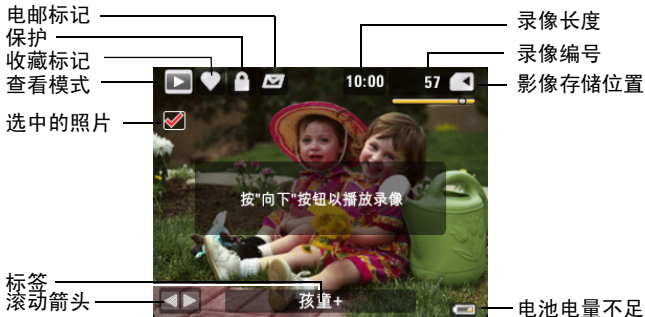 电邮标记
保护
收藏标记
查看模式
选中的照片
标签
滚动箭头
10:00
57
按"向下"按钮以播放录像
孩童+
录像长度
录像编号
影像存储位置
电池电量不足